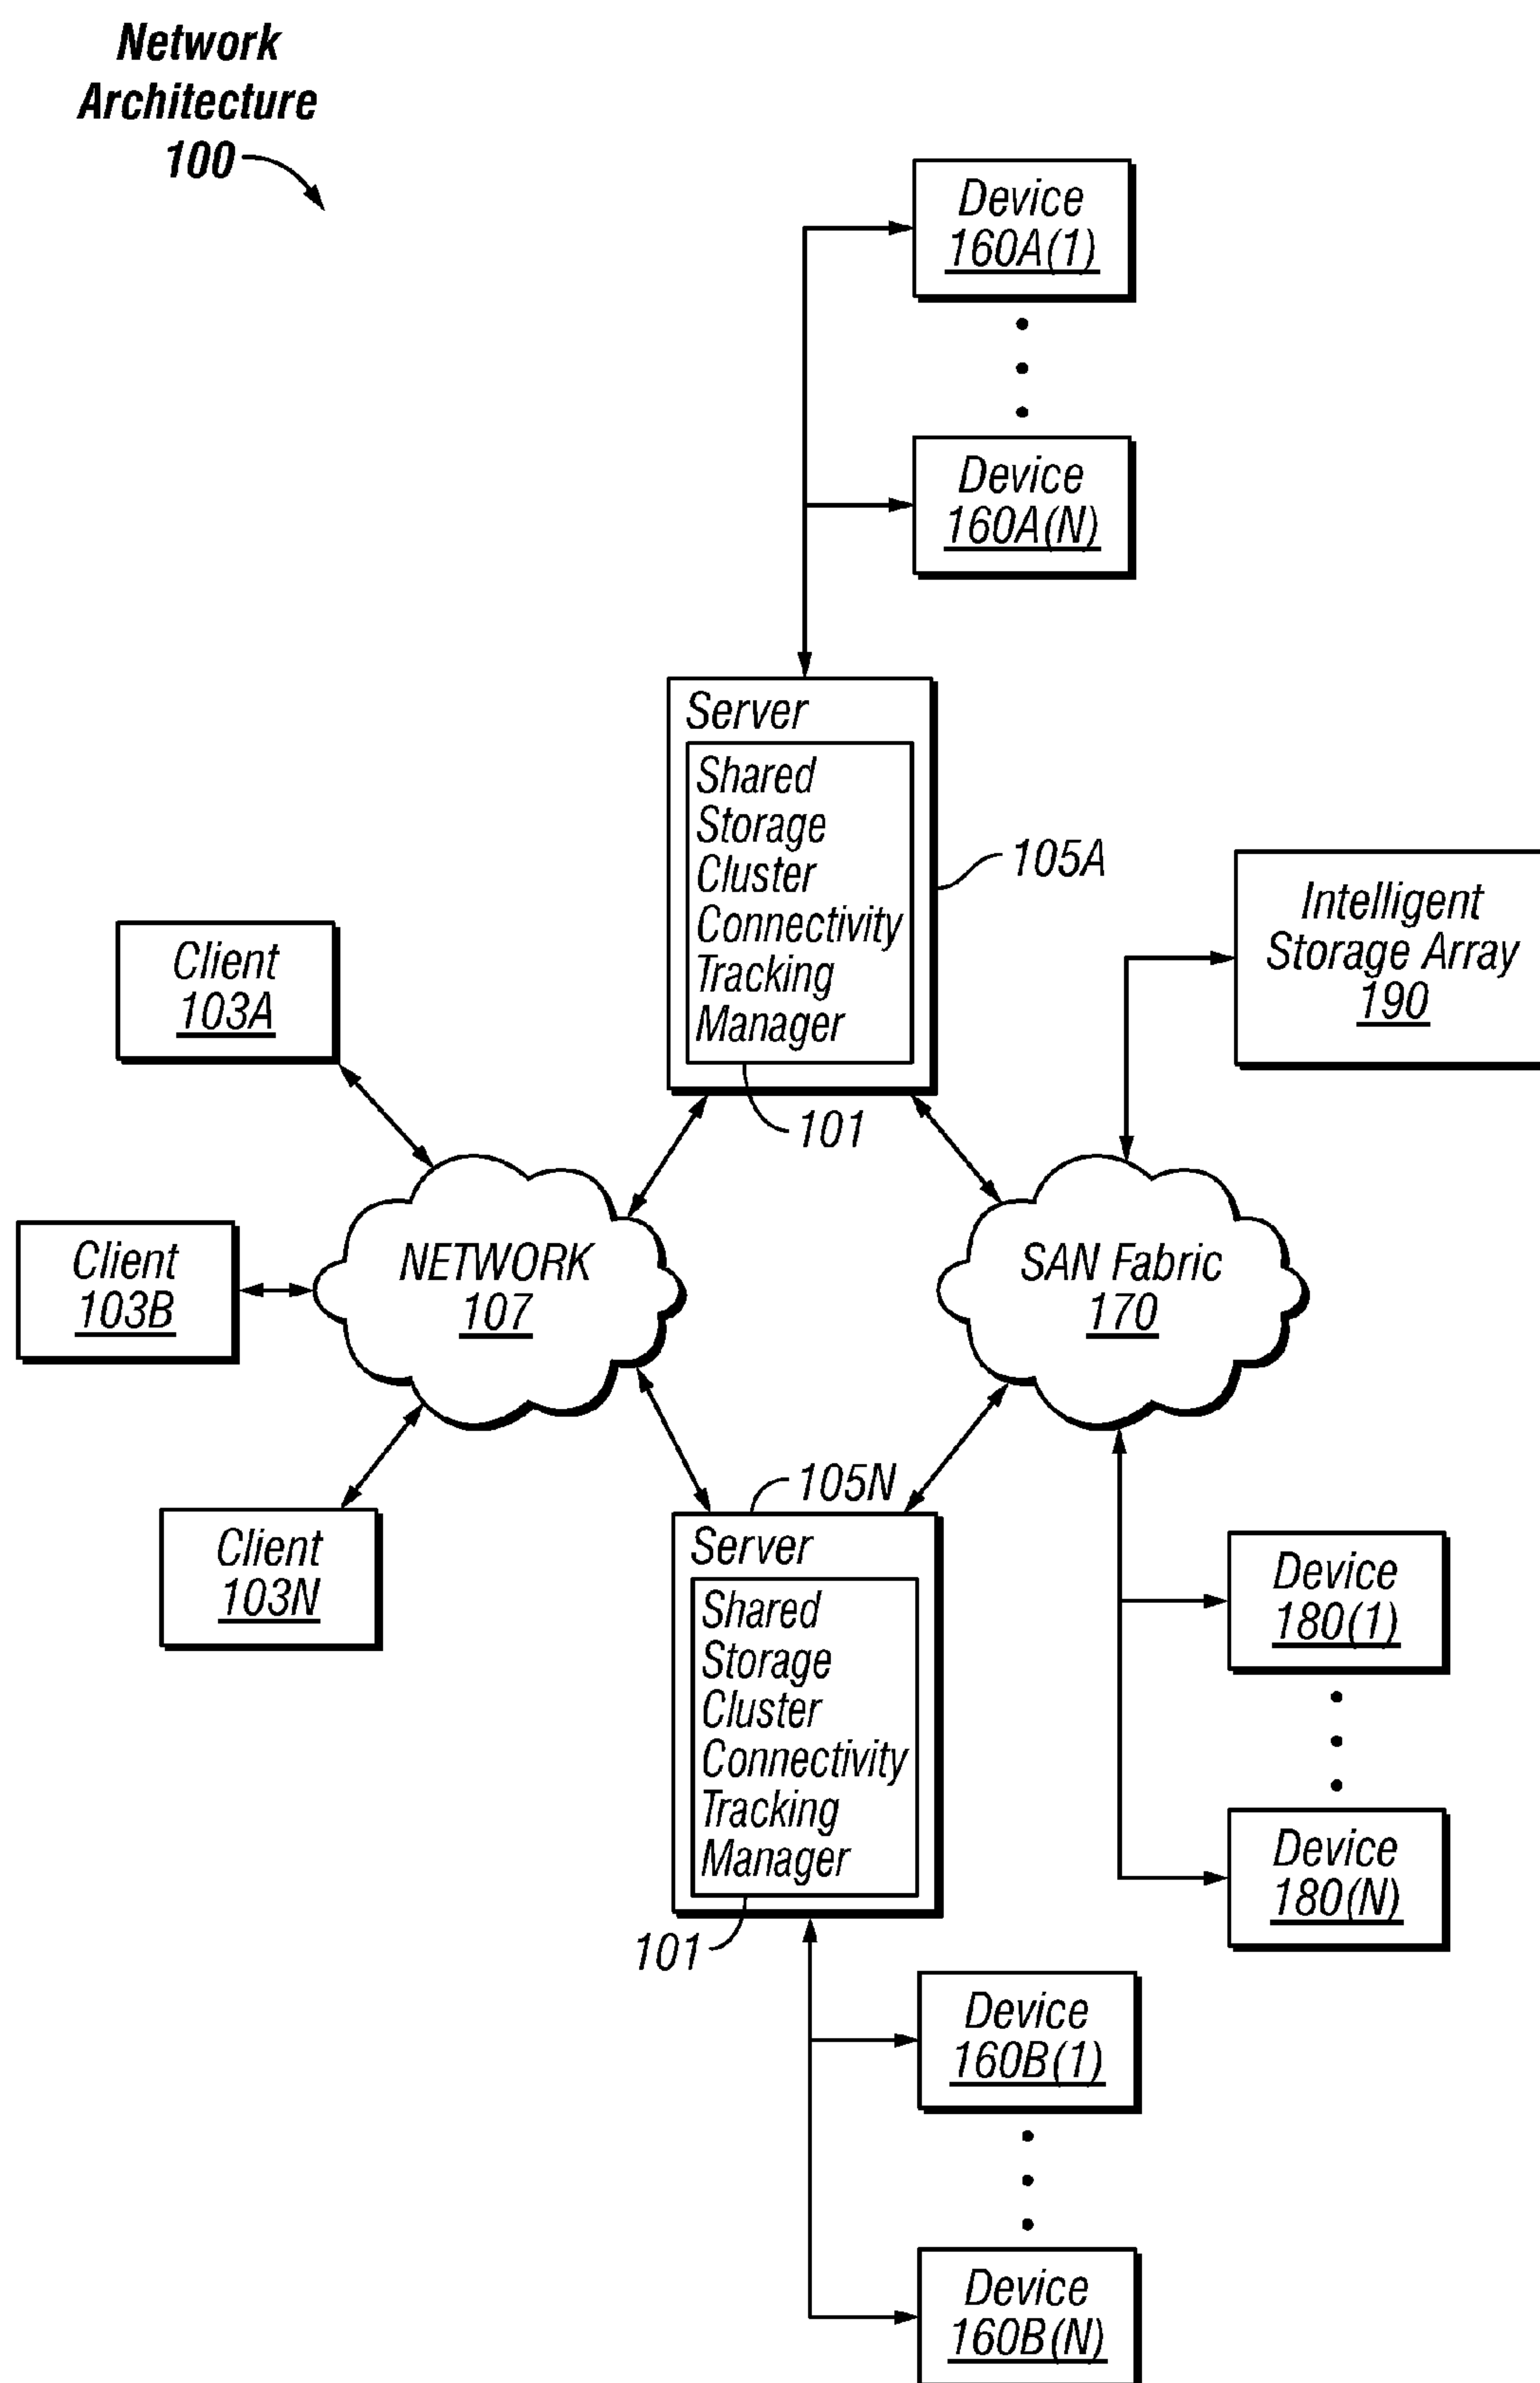 Network
Architecture
100
Device
160A(1)
Device
160A(N)
Server
Shared
Storage
Cluster
Connectivity
Tracking
Manager
105A
101
Intelligent
Storage Array
190
Client
103A
Client
103B
Client
103N
NETWORK
107
SAN Fabric
170
105N
Server
Shared
Storage
Cluster
Connectivity
Tracking
Manager
101
Device
180(1)
Device
180(N)
Device
160B(1)
Device
160B(N)